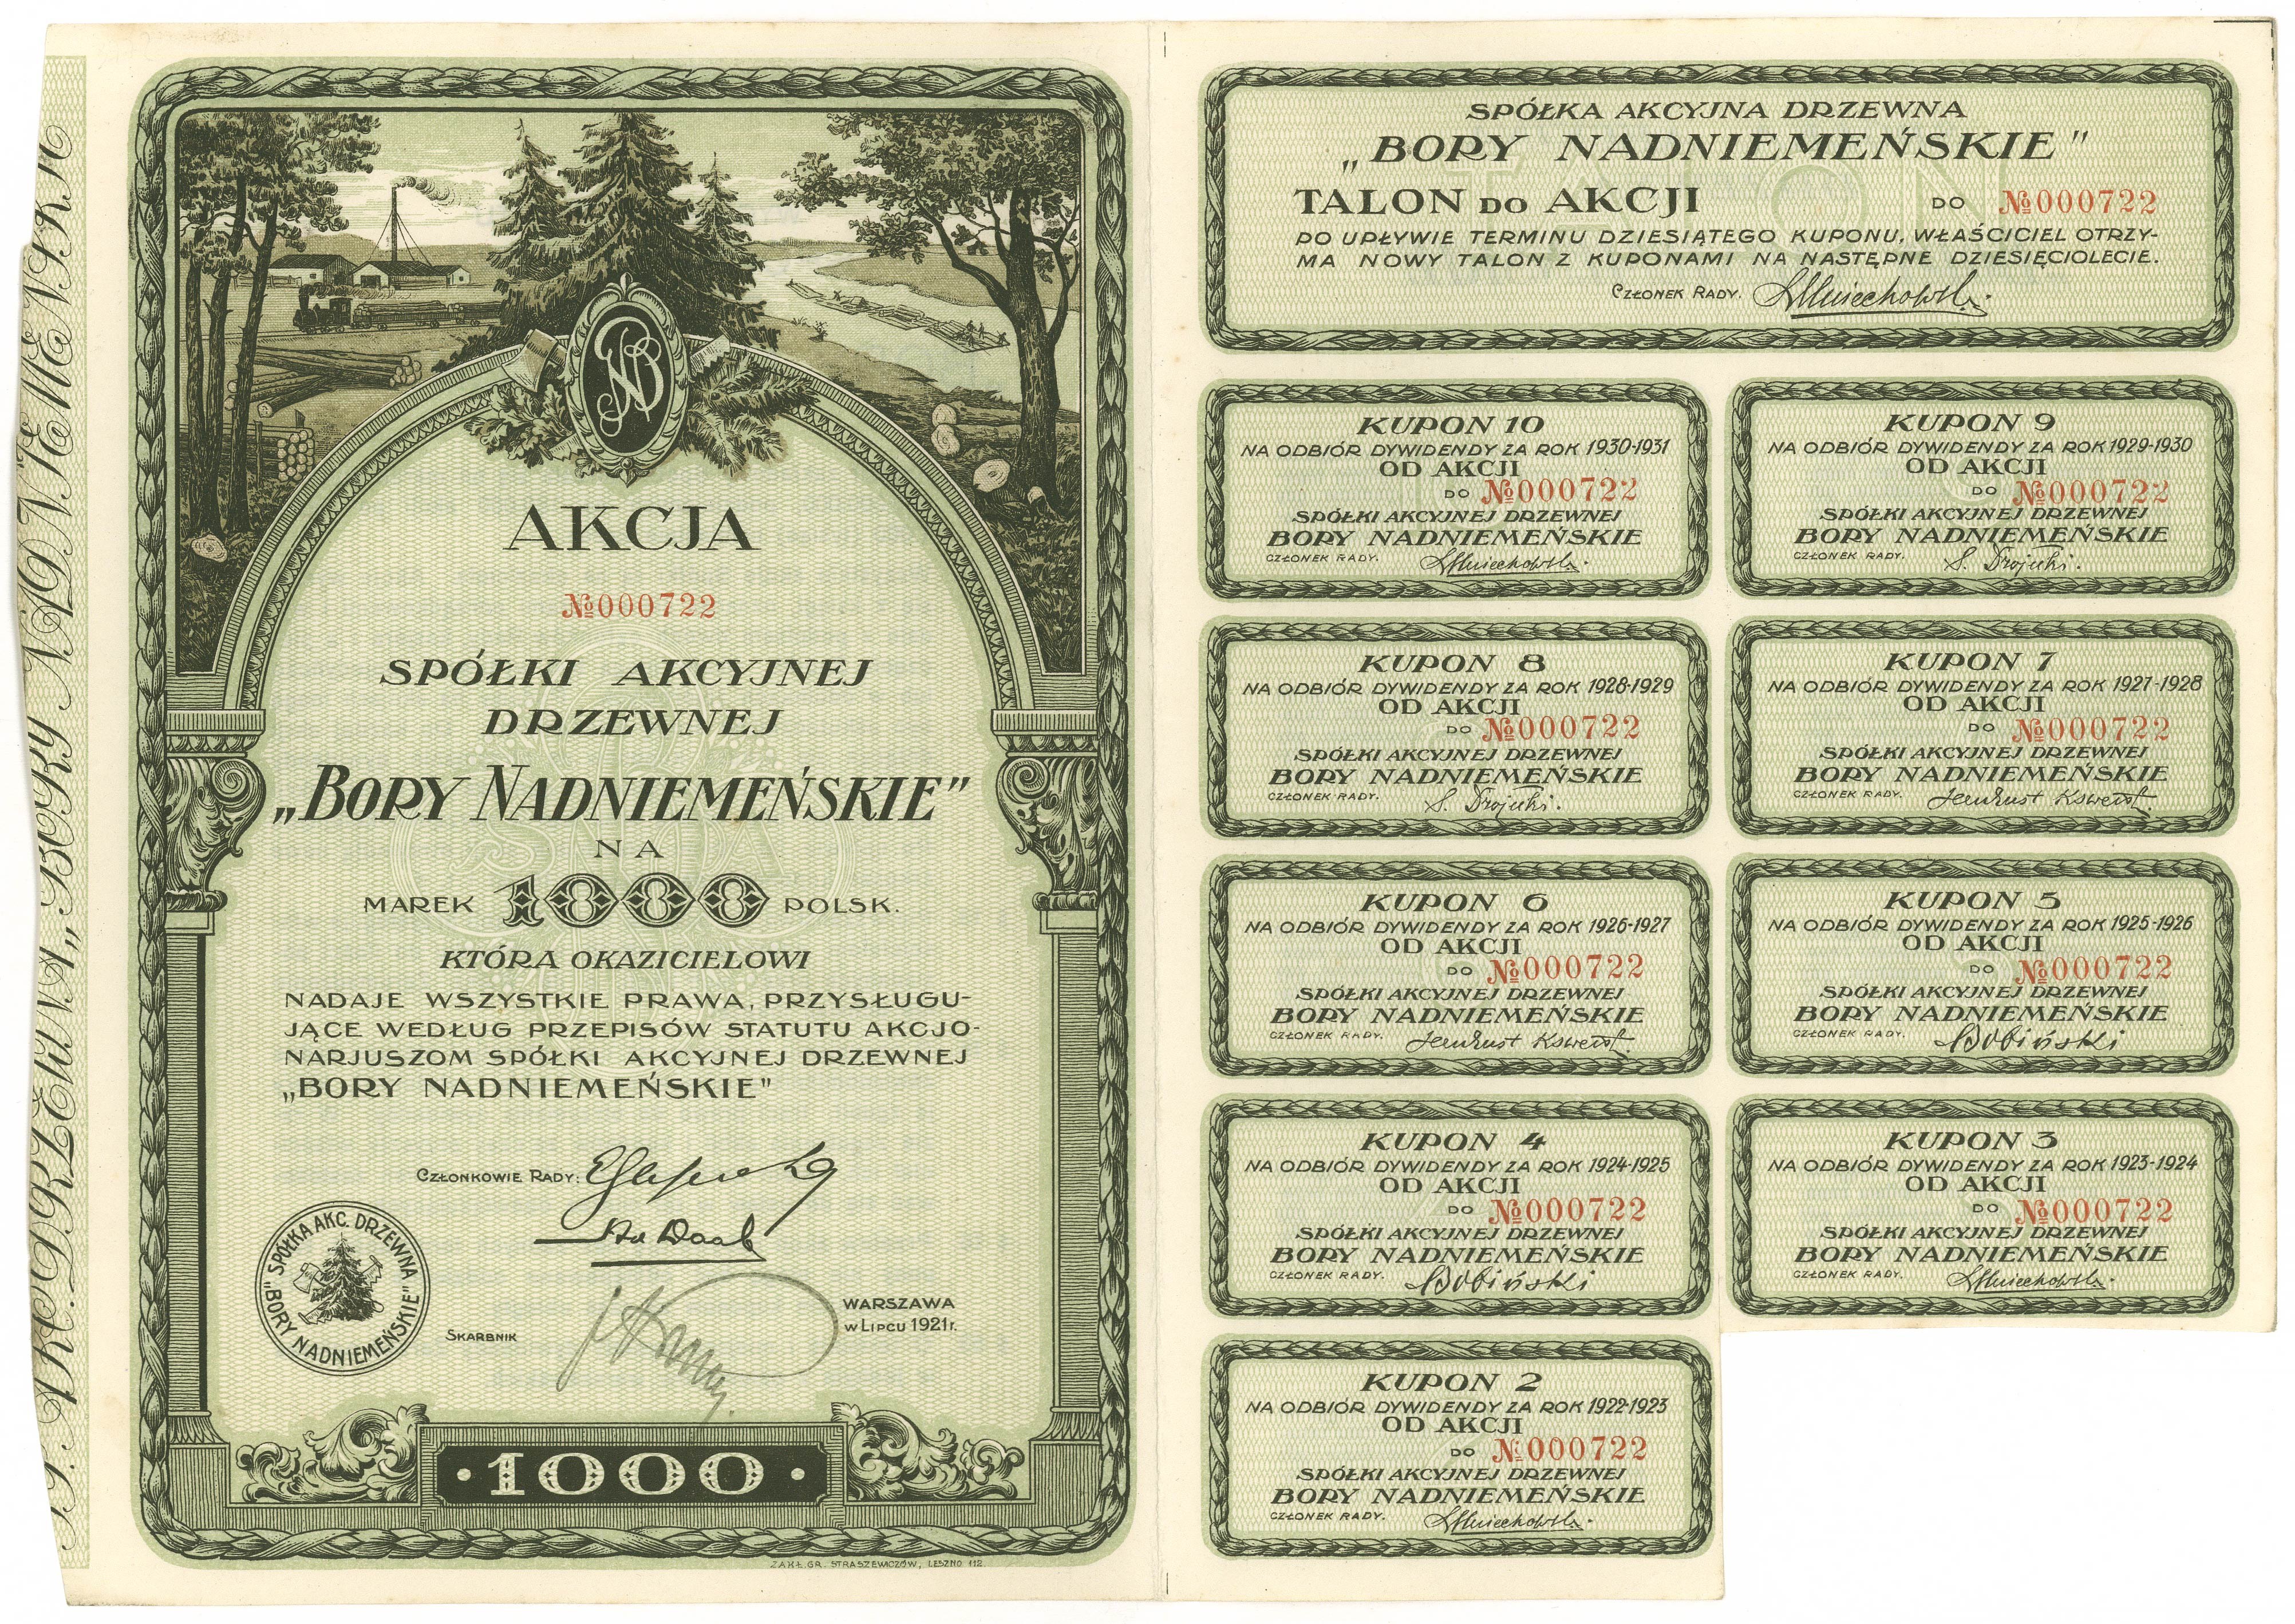 SP. AKC. DRZEWNA „BORY NADNIEMEŃSKIE
AKCJA
№000722
SPÓŁKI AKCYJNEJ
DRZEWNEJ
„BORY NADNIEMEŃSKIE"
NA
MAREK 1000 POLSK.
KTÓRA OKAZICIELOWI
NADAJE WSZYSTKIE PRAWA, PRZYSŁUGU-
JĄCE WEDŁUG PRZEPISÓW STATUTU AKCJO-
NARJUSZOM SPÓŁKI AKCYJNEJ DRZEWNEJ
„BORY NADNIEMEŃSKIE"
CZŁONKOWIE RADY:
SPÓŁKA AKC. DRZEWNA
"BORY NADNIEMEŃSKIE"
SKARBNIK
WARSZAWA
W LIPCU 1921 r.
·1000·
ZAKŁ. GR. STRASZEWICZÓW, LESZNO 112.
SPÓŁKA AKCYJNA DRZEWNA
„BORY NADNIEMEŃSKIE"
TALON DO AKCJI DO №000722
PO UPŁYWIE TERMINU DZIESIĄTEGO KUPONU, WŁAŚCICIEL OTRZY-
MA NOWY TALON Z KUPONAMI NA NASTĘPNE DZIESIĘCIOLECIE.
CZŁONEK RADY.
KUPON 10
NA ODBIÓR DYWIDENDY ZA ROK 1930-1931
OD AKCJI
DO №000722
SPÓŁKI AKCYJNEJ DRZEWNEJ
BORY NADNIEMEŃSKIE
CZŁONEK RADY.
KUPON 9
NA ODBIÓR DYWIDENDY ZA ROK 1929-1930
OD AKCJI
DO №000722
SPÓŁKI AKCYJNEJ DRZEWNEJ
BORY NADNIEMEŃSKIE
CZŁONEK RADY.
KUPON 8
NA ODBIÓR DYWIDENDY ZA ROK 1928-1929
OD AKCJI
DO №000722
SPÓŁKI AKCYJNEJ DRZEWNEJ
BORY NADNIEMEŃSKIE
CZŁONEK RADY.
KUPON 7
NA ODBIÓR DYWIDENDY ZA ROK 1927-1928
OD AKCJI
DO №000722
SPÓŁKI AKCYJNEJ DRZEWNEJ
BORY NADNIEMEŃSKIE
CZŁONEK RADY.
KUPON 6
NA ODBIÓR DYWIDENDY ZA ROK 1926-1927
OD AKCJI
DO №000722
SPÓŁKI AKCYJNEJ DRZEWNEJ
BORY NADNIEMEŃSKIE
CZŁONEK RADY.
KUPON 5
NA ODBIÓR DYWIDENDY ZA ROK 1925-1926
OD AKCJI
DO №000722
SPÓŁKI AKCYJNEJ DRZEWNEJ
BORY NADNIEMEŃSKIE
CZŁONEK RADY.
KUPON 4
NA ODBIÓR DYWIDENDY ZA ROK 1924-1925
OD AKCJI
DO №000722
SPÓŁKI AKCYJNEJ DRZEWNEJ
BORY NADNIEMEŃSKIE
CZŁONEK RADY.
KUPON 3
NA ODBIÓR DYWIDENDY ZA ROK 1923-1924
OD AKCJI
DO №000722
SPÓŁKI AKCYJNEJ DRZEWNEJ
BORY NADNIEMEŃSKIE
CZŁONEK RADY.
KUPON 2
NA ODBIÓR DYWIDENDY ZA ROK 1922-1923
OD AKCJI
DO №000722
SPÓŁKI AKCYJNEJ DRZEWNEJ
BORY NADNIEMEŃSKIE
CZŁONEK RADY.